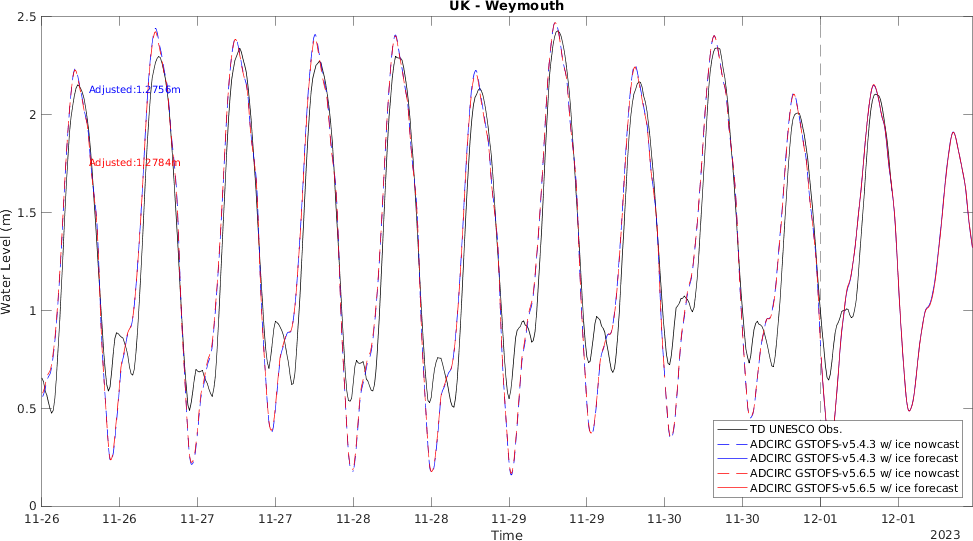 UK - Weymouth
2.5
2
1.5
1
0.5
0
Water Level (m)
Adjusted:1.2756m
Adjusted:1.2784m
TD UNESCO Obs.
ADCIRC GSTOFS-v5.4.3 w/ ice nowcast
ADCIRC GSTOFS-v5.4.3 w/ ice forecast
ADCIRC GSTOFS-v5.6.5 w/ ice nowcast
ADCIRC GSTOFS-v5.6.5 w/ ice forecast
11-26 11-26 11-27 11-27 11-28 11-28 11-29 11-29 11-30 11-30 12-01 12-01
Time
2023